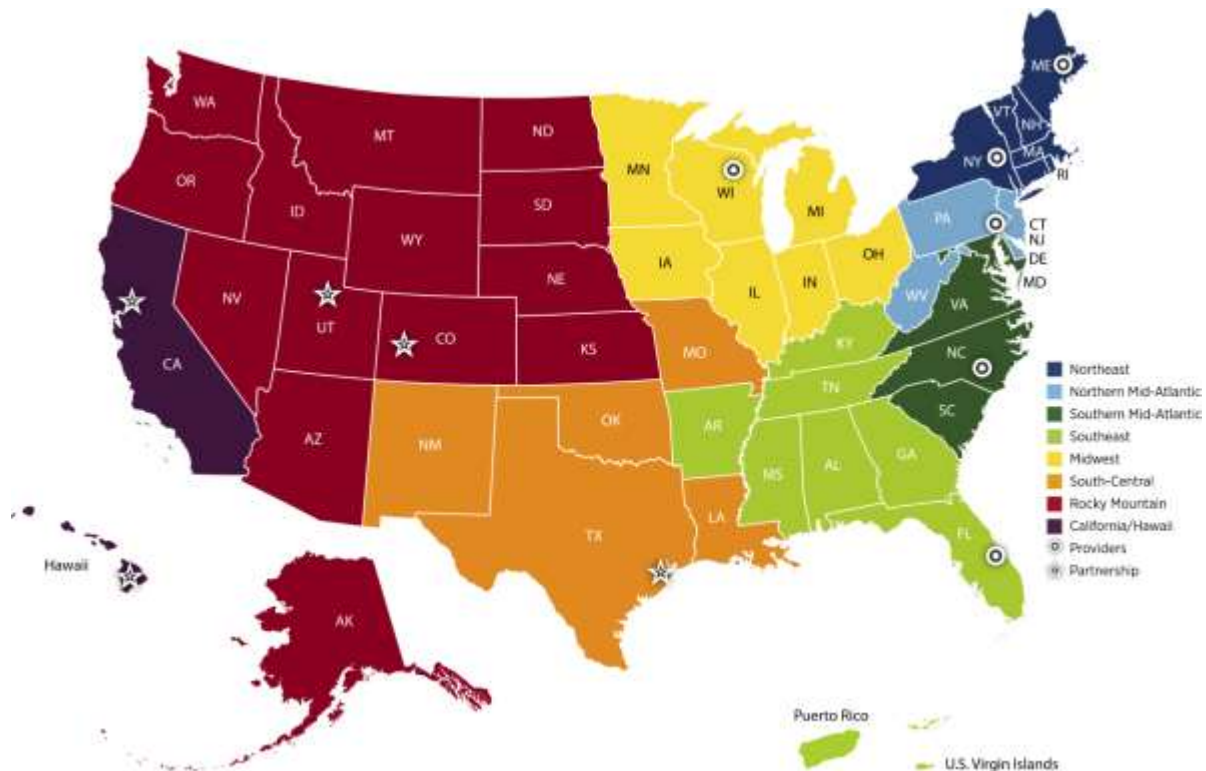 ME
WA
VT
NH
MT
ND
MA
NY
MN
RI
OR
WI
ID
SD
MI
PA
CT
WY
NJ
OH
DE
IA
NE
MD
IN
IL
WV
NV
VA
UT
CO
KS
KY
MO
NC
CA
Northeast
TN
Northern Mid-Atlantic
SC
Southern Mid-Atlantic
OK
AR
Southeast
AZ
NM
GA
Midwest
MS
AL
South-Central
Rocky Mountain
LA
California/Hawaii
TX
FL
Providers
Hawaii
Partnership
AK
Puerto Rico
U.S. Virgin Islands